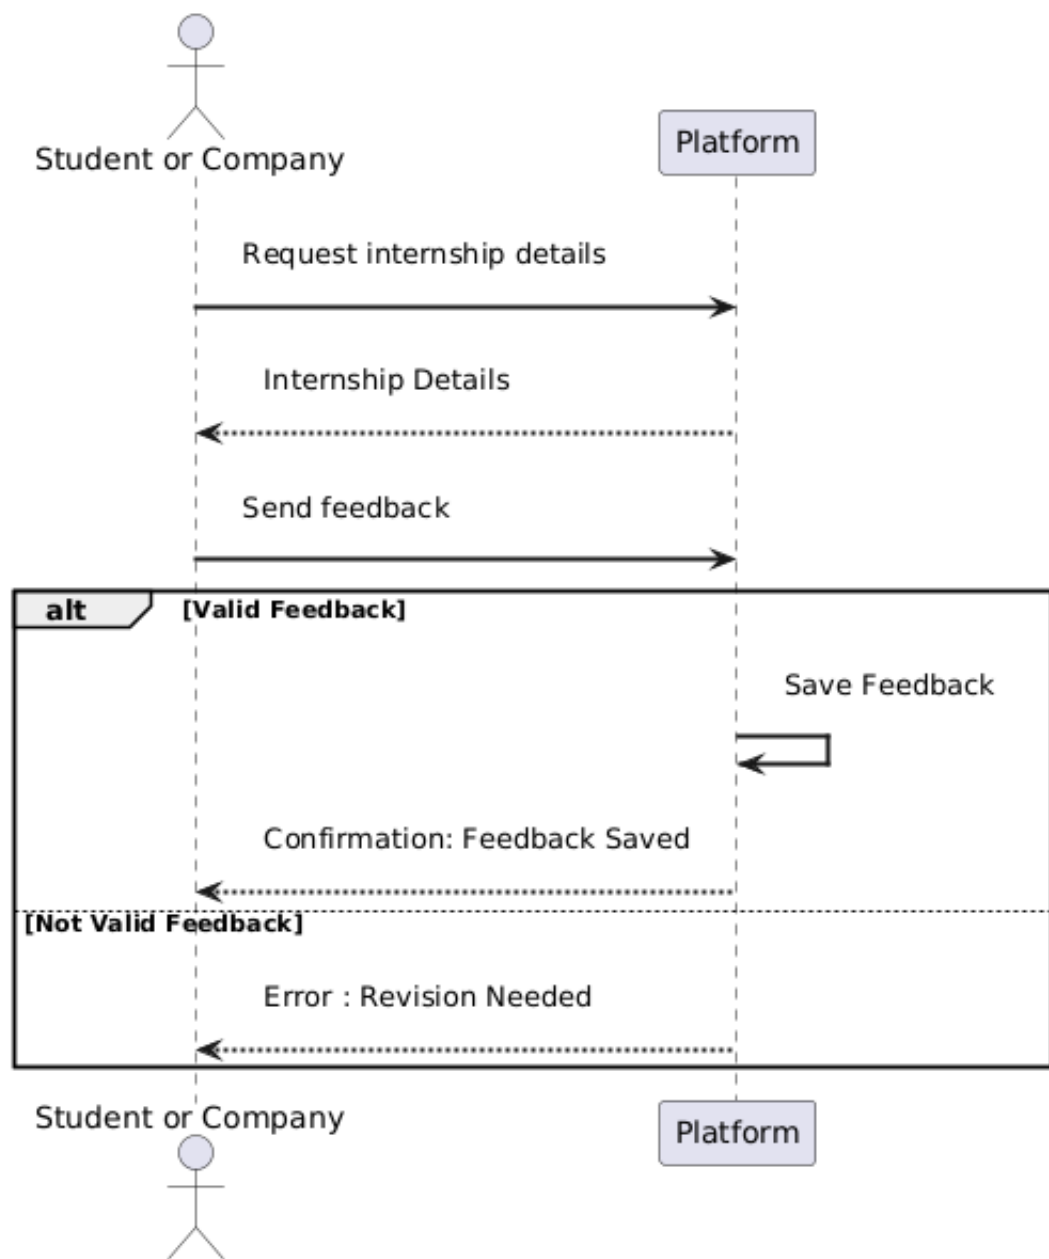 Student or Company
Platform
Request internship details
Internship Details
Send feedback
alt
[Valid Feedback]
Save Feedback
Confirmation: Feedback Saved
[Not Valid Feedback]
Error : Revision Needed
Student or Company
Platform